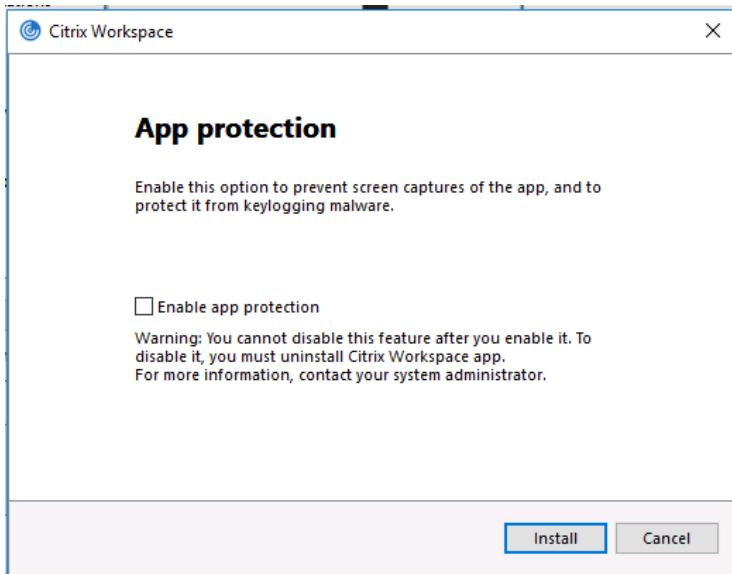 Citrix Workspace
App protection
Enable this option to prevent screen captures of the app, and to
protect it from keylogging malware.
Enable app protection
Warning: You cannot disable this feature after you enable it. To
disable it, you must uninstall Citrix Workspace app.
For more information, contact your system administrator.
Install Cancel